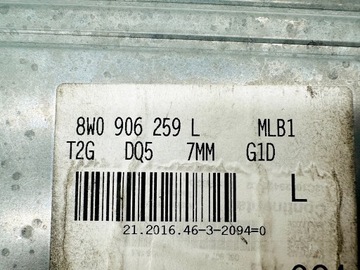 8W0 906 259 L MLB1
T2G DQ5 7MM G1D
L
21.2016.46-3-2094=0